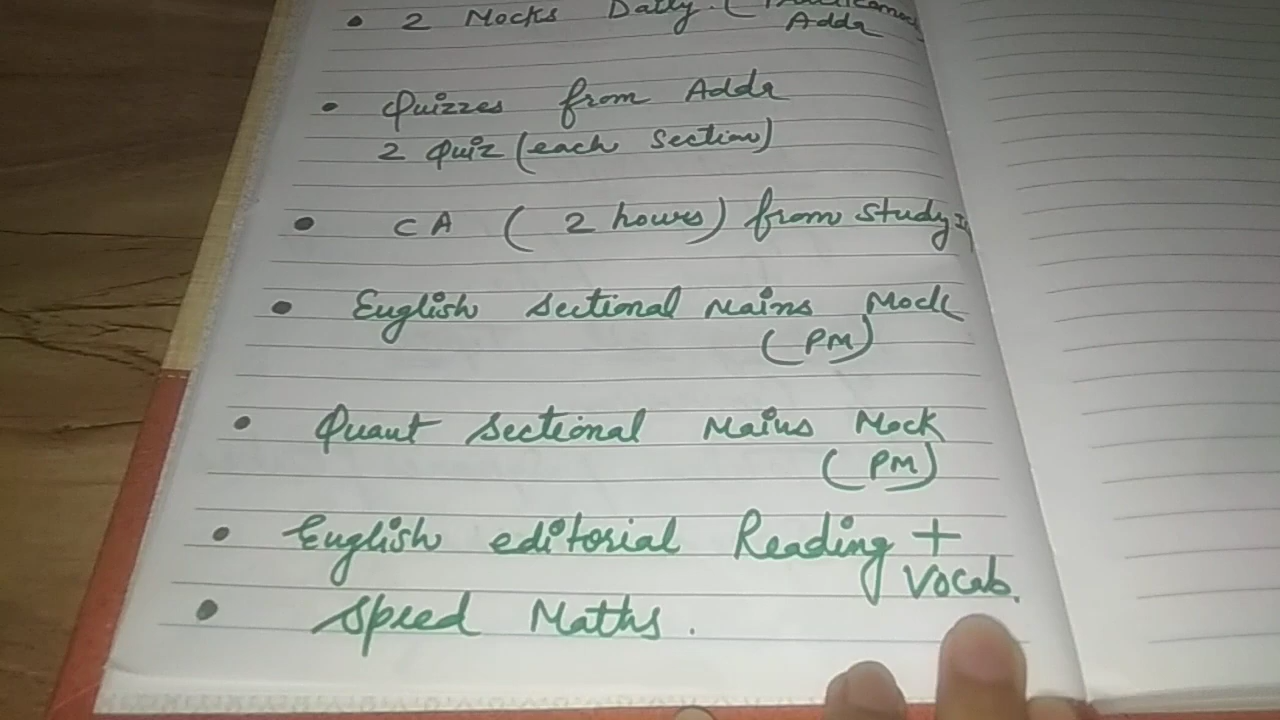 • 2 Mocks Daily (
Adda
• Quizzes from Adda
2 Quiz (each section)
• CA ( 2 hours) from Study
• English sectional Mains Mock
(PM)
• Quant sectional Mains Mock
(PM)
• English editorial Reading +
Vocab.
• Speed Maths.